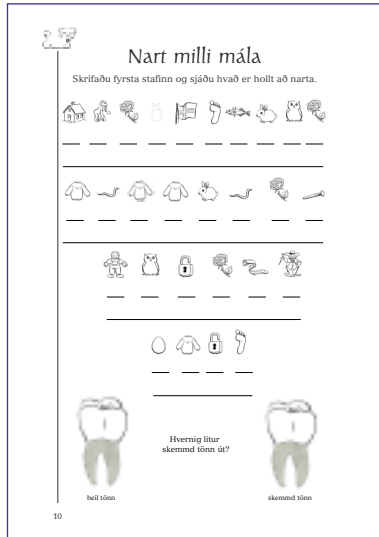 Nart milli mála
Skrifaðu fyrsta stafinn og sjáðu hvað er hollt að narta.
Hvernig lítur
skemmd tönn út?
heil tönn
skemmd tönn
10